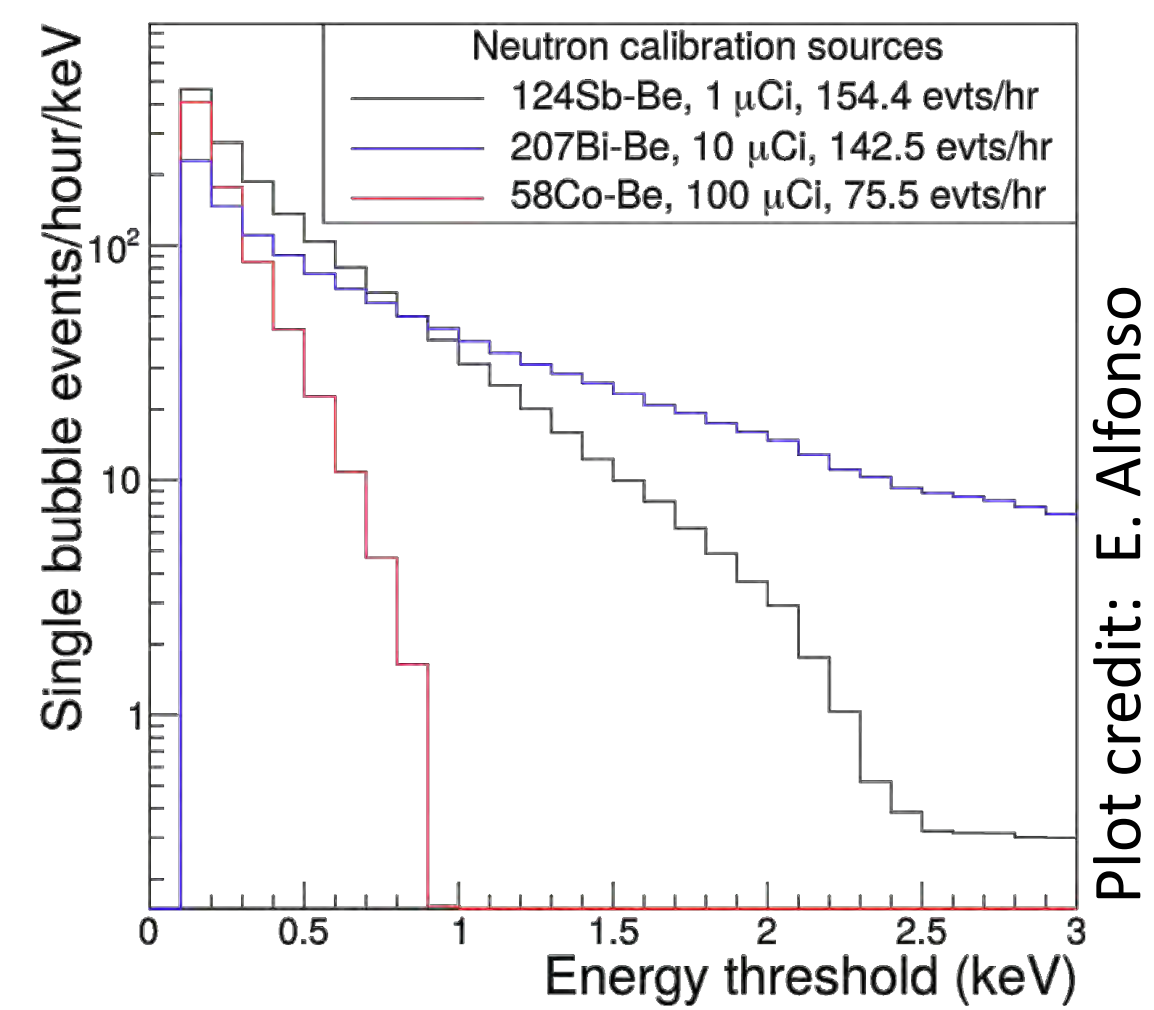 Single bubble events/hour/keV
Neutron calibration sources
124Sb-Be, 1 μCi, 154.4 evts/hr
207Bi-Be, 10 μCi, 142.5 evts/hr
58Co-Be, 100 μCi, 75.5 evts/hr
10²
10
1
0 0.5 1 1.5 2 2.5 3
Energy threshold (keV)
Plot credit: E. Alfonso